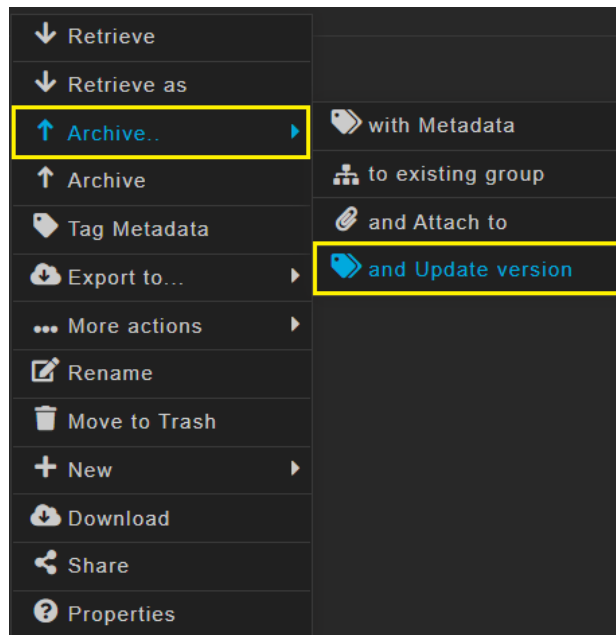 Retrieve
Retrieve as
Archive..
Archive
Tag Metadata
Export to...
More actions
Rename
Move to Trash
New
Download
Share
Properties
with Metadata
to existing group
and Attach to
and Update version